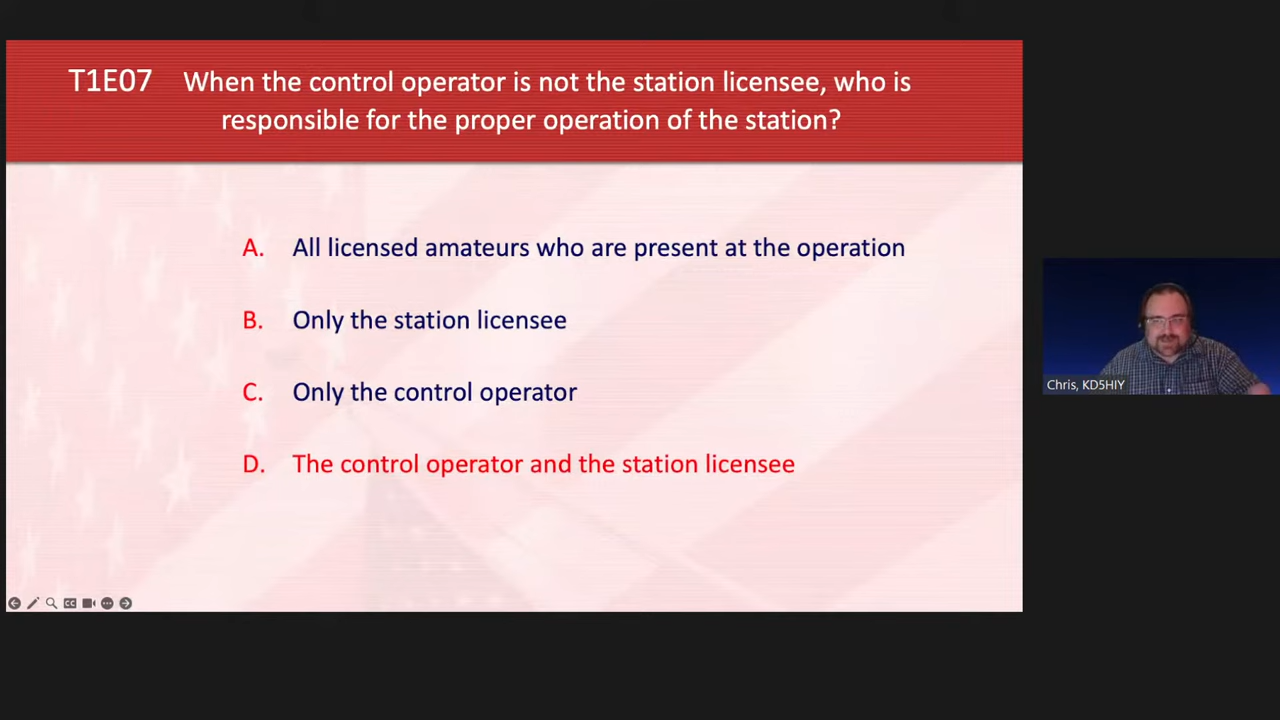 T1E07 When the control operator is not the station licensee, who is
responsible for the proper operation of the station?
A. All licensed amateurs who are present at the operation
B. Only the station licensee
C. Only the control operator
D. The control operator and the station licensee
Chris, KD5HIY
CC